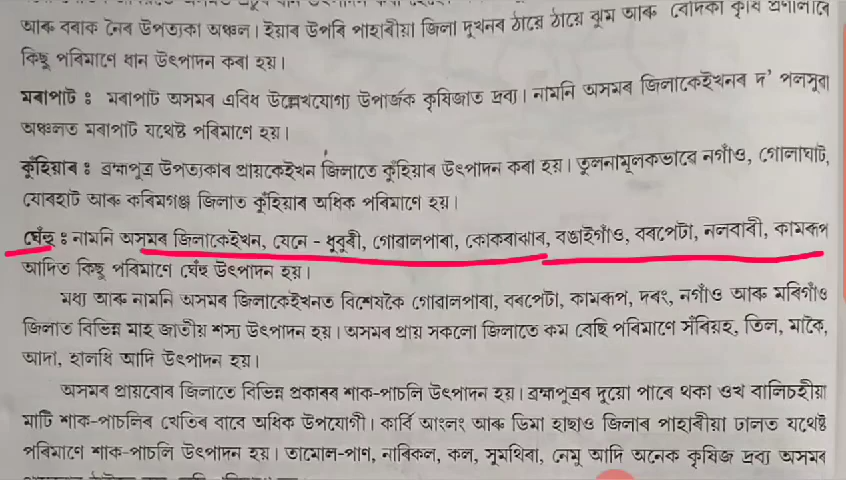 আৰু বৰাক নৈৰ উপত্যকা অঞ্চল। ইয়াৰ উপৰি পাহাৰীয়া জিলা দুখনৰ ঠায়ে ঠায়ে ঝুম আৰু
কিছু পৰিমাণে ধান উৎপাদন কৰা হয়।
মৰাপাট : মৰাপাট অসমৰ এবিধ উল্লেখযোগ্য উপাৰ্জক কৃষিজাত দ্ৰব্য। নামনি অসমৰ জিলাকেইখনৰ দ' পলসুৱা
অঞ্চলত মৰাপাট যথেষ্ঠ পৰিমাণে হয়।
কুঁহিয়াৰ : ব্ৰহ্মপুত্ৰ উপত্যকাৰ প্ৰায়কেইখন জিলাতে কুঁহিয়াৰ উৎপাদন কৰা হয়। তুলনামূলকভাৱে নগাঁও, গোলাঘাট,
যোৰহাট আৰু কৰিমগঞ্জ জিলাত কুঁহিয়াৰ অধিক পৰিমাণে হয়।
ঘেঁহু : নামনি অসমৰ জিলাকেইখন, যেনে - ধুবুৰী, গোৱালপাৰা, কোকৰাঝাৰ, বঙাইগাঁও, বৰপেটা, নলবাৰী, কামৰূপ
আদিত কিছু পৰিমাণে ঘেঁহু উৎপাদন হয়।
মধ্য আৰু নামনি অসমৰ জিলাকেইখনত বিশেষকৈ গোৱালপাৰা, বৰপেটা, কামৰূপ, দৰং, নগাঁও আৰু মৰিগাঁও
জিলাত বিভিন্ন মাহ জাতীয় শস্য উৎপাদন হয়। অসমৰ প্ৰায় সকলো জিলাতে কম বেছি পৰিমাণে সঁৰিয়হ, তিল, মাকৈ,
আদা, হালধি আদি উৎপাদন হয়।
অসমৰ প্ৰায়বোৰ জিলাতে বিভিন্ন প্ৰকাৰৰ শাক-পাচলি উৎপাদন হয়। ব্ৰহ্মপুত্ৰৰ দুয়ো পাৰে থকা ওখ বালিচহীয়া
মাটি শাক-পাচলিৰ খেতিৰ বাবে অধিক উপযোগী। কাৰ্বি আংলং আৰু ডিমা হাছাও জিলাৰ পাহাৰীয়া ঢালত যথেষ্ঠ
পৰিমাণে শাক-পাচলি উৎপাদন হয়। তামোল-পাণ, নাৰিকল, কল, সুমথিৰা, নেমু আদি অনেক কৃষিজ দ্ৰব্য অসমৰ